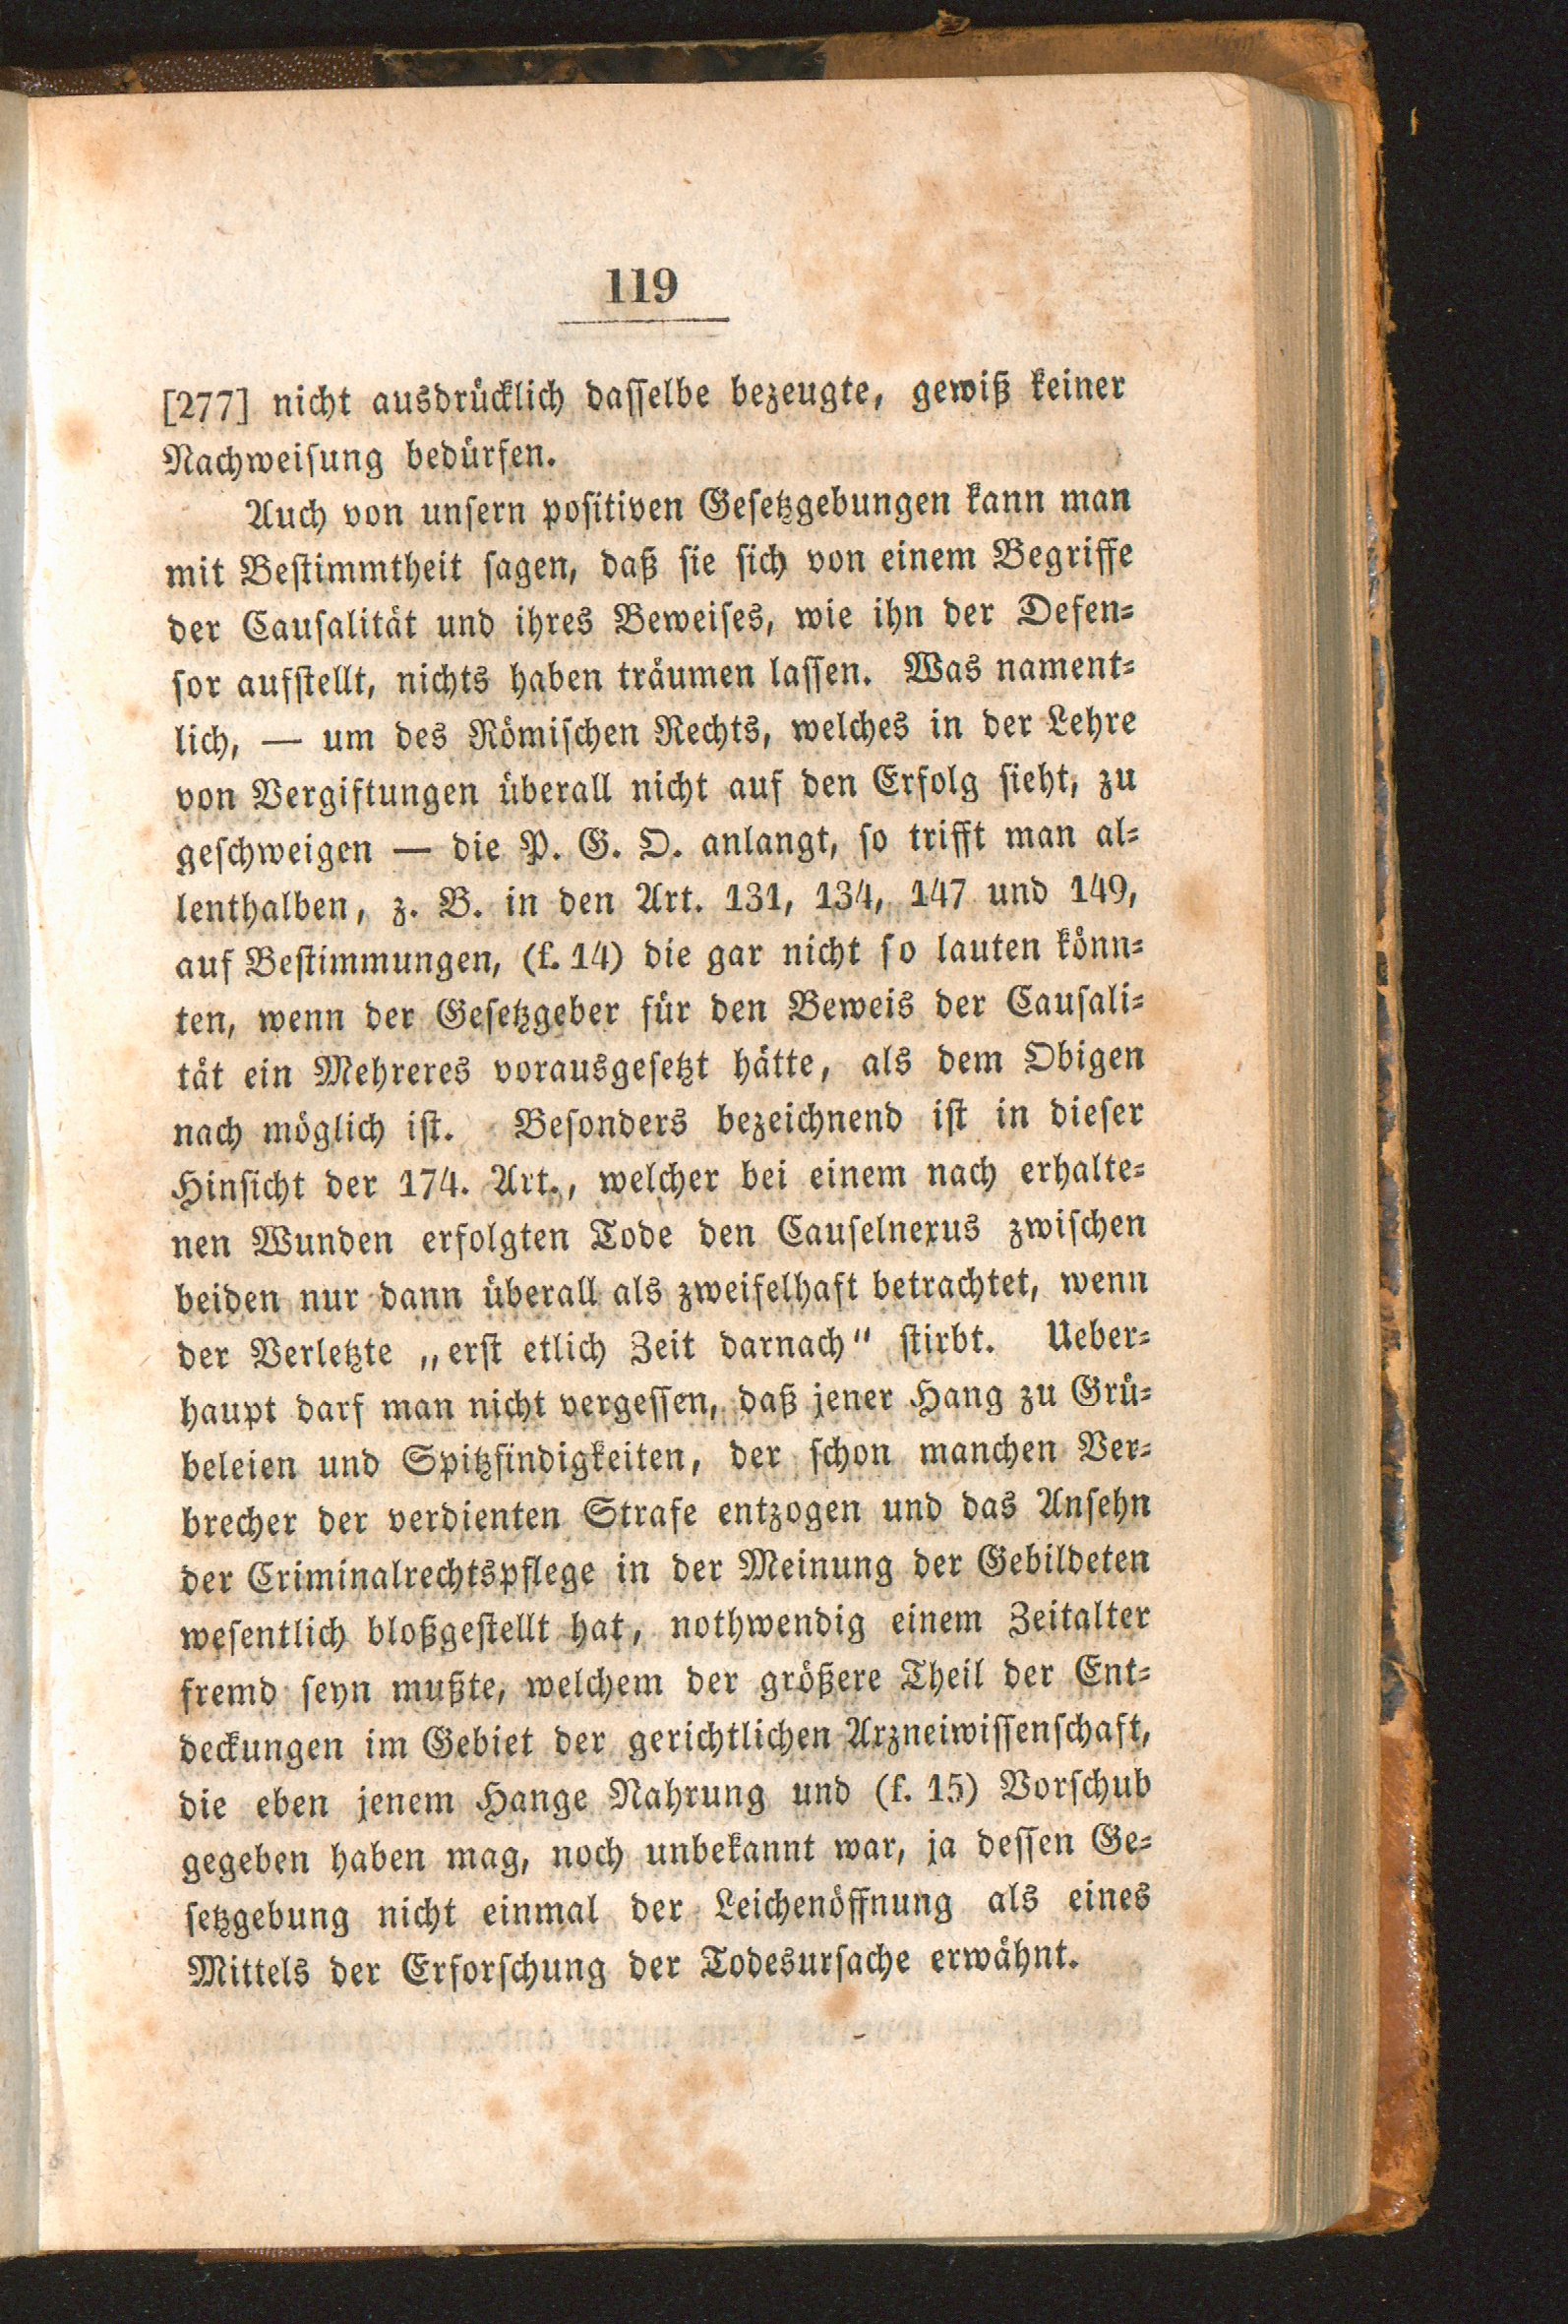 119
[277] nicht ausdrücklich dasselbe bezeugte, gewiß keiner
Nachweisung bedürfen.
Auch von unsern positiven Gesetzgebungen kann man
mit Bestimmtheit sagen, daß sie sich von einem Begriffe
der Causalität und ihres Beweises, wie ihn der Defen-
sor aufstellt, nichts haben träumen lassen. Was nament-
lich, — um des Römischen Rechts, welches in der Lehre
von Vergiftungen überall nicht auf den Erfolg sieht, zu
geschweigen — die P. G. O. anlangt, so trifft man al-
lenthalben, z. B. in den Art. 131, 134, 147 und 149,
auf Bestimmungen, (f. 14) die gar nicht so lauten könn-
ten, wenn der Gesetzgeber für den Beweis der Causali-
tät ein Mehreres vorausgesetzt hätte, als dem Obigen
nach möglich ist. Besonders bezeichnend ist in dieser
Hinsicht der 174. Art., welcher bei einem nach erhalte-
nen Wunden erfolgten Tode den Causelnexus zwischen
beiden nur dann überall als zweifelhaft betrachtet, wenn
der Verletzte „erst etlich Zeit darnach" stirbt. Ueber-
haupt darf man nicht vergessen, daß jener Hang zu Grü-
beleien und Spitzfindigkeiten, der schon manchen Ver-
brecher der verdienten Strafe entzogen und das Ansehn
der Criminalrechtspflege in der Meinung der Gebildeten
wesentlich bloßgestellt hat, nothwendig einem Zeitalter
fremd seyn mußte, welchem der größere Theil der Ent-
deckungen im Gebiet der gerichtlichen Arzneiwissenschaft,
die eben jenem Hange Nahrung und (f. 15) Vorschub
gegeben haben mag, noch unbekannt war, ja dessen Ge-
setzgebung nicht einmal der Leichenöffnung als eines
Mittels der Erforschung der Todesursache erwähnt.